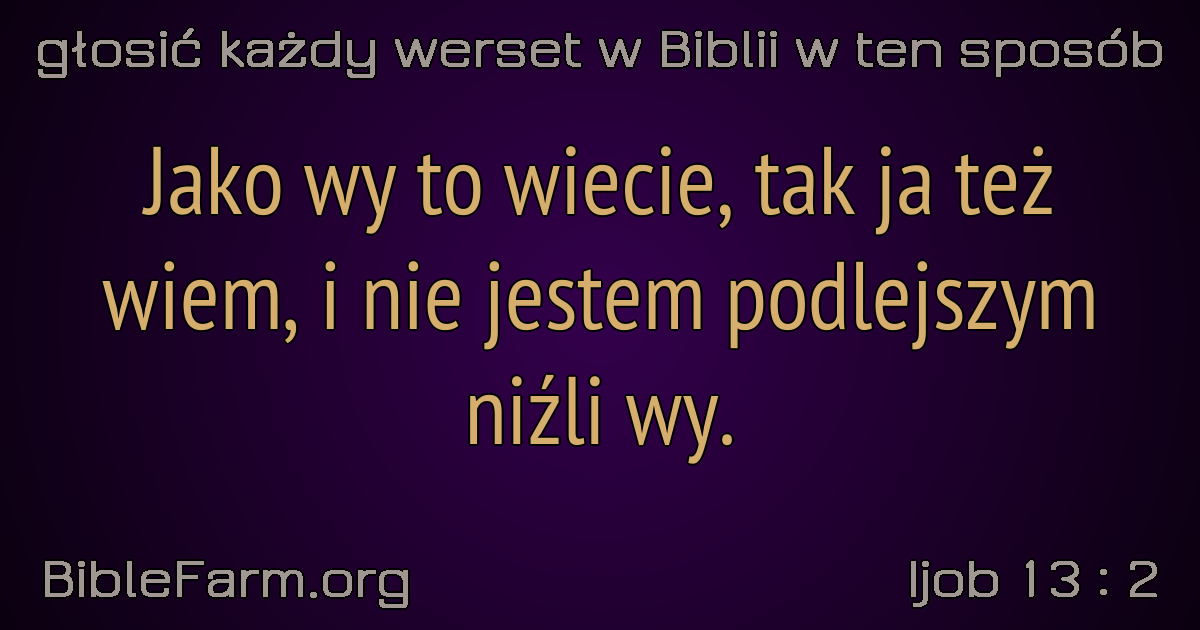 głosić każdy werset w Biblii w ten sposób
Jako wy to wiecie, tak ja też
wiem, i nie jestem podlejszym
niźli wy.
BibleFarm.org
Ijob 13 : 2